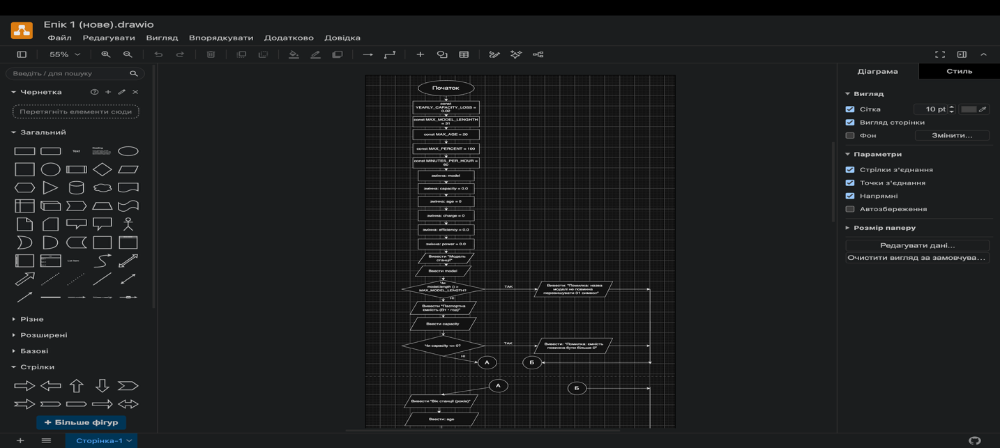 Епік 1 (нове).drawio
Файл Редагувати Вигляд Впорядкувати Додатково Довідка
55%
Введіть / для пошуку
Чернетка
Перетягніть елементи сюди
Загальний
Text
Heading
List Item
Різне
Розширені
Базові
Стрілки
+ Більше фігур
Сторінка-1
Початок
const
YEARLY_CAPACITY_LOSS =
0.02
const MAX_MODEL_LENGHTH
= 31
const MAX_AGE = 20
const MAX_PERCENT = 100
const MINUTES_PER_HOUR =
60
змінна: model
змінна: capacity = 0.0
змінна: age = 0
змінна: charge = 0
змінна: efficiency = 0.0
змінна: power = 0.0
Вивести "Модель
станції"
Ввести model
Чи
model.length () >
MAX_MODEL_LENGTH?
ТАК
Вивести: "Помилка: назва
моделі не повинна
перевищувати 31 символ"
НІ
Вивести "Паспортна
ємність (Вт • год)"
Ввести capacity
Чи capacity <= 0?
ТАК
Вивести: "Помилка: ємність
повинна бути більше 0"
НІ
А
Б
А
Б
Вивести "Вік станції (років)"
Ввести: age
Діаграма
Стиль
Вигляд
Сітка
10 pt
Вигляд сторінки
Фон
Змінити...
Параметри
Стрілки з'єднання
Точки з'єднання
Напрямні
Автозбереження
Розмір паперу
Редагувати дані...
Очистити вигляд за замовчува...